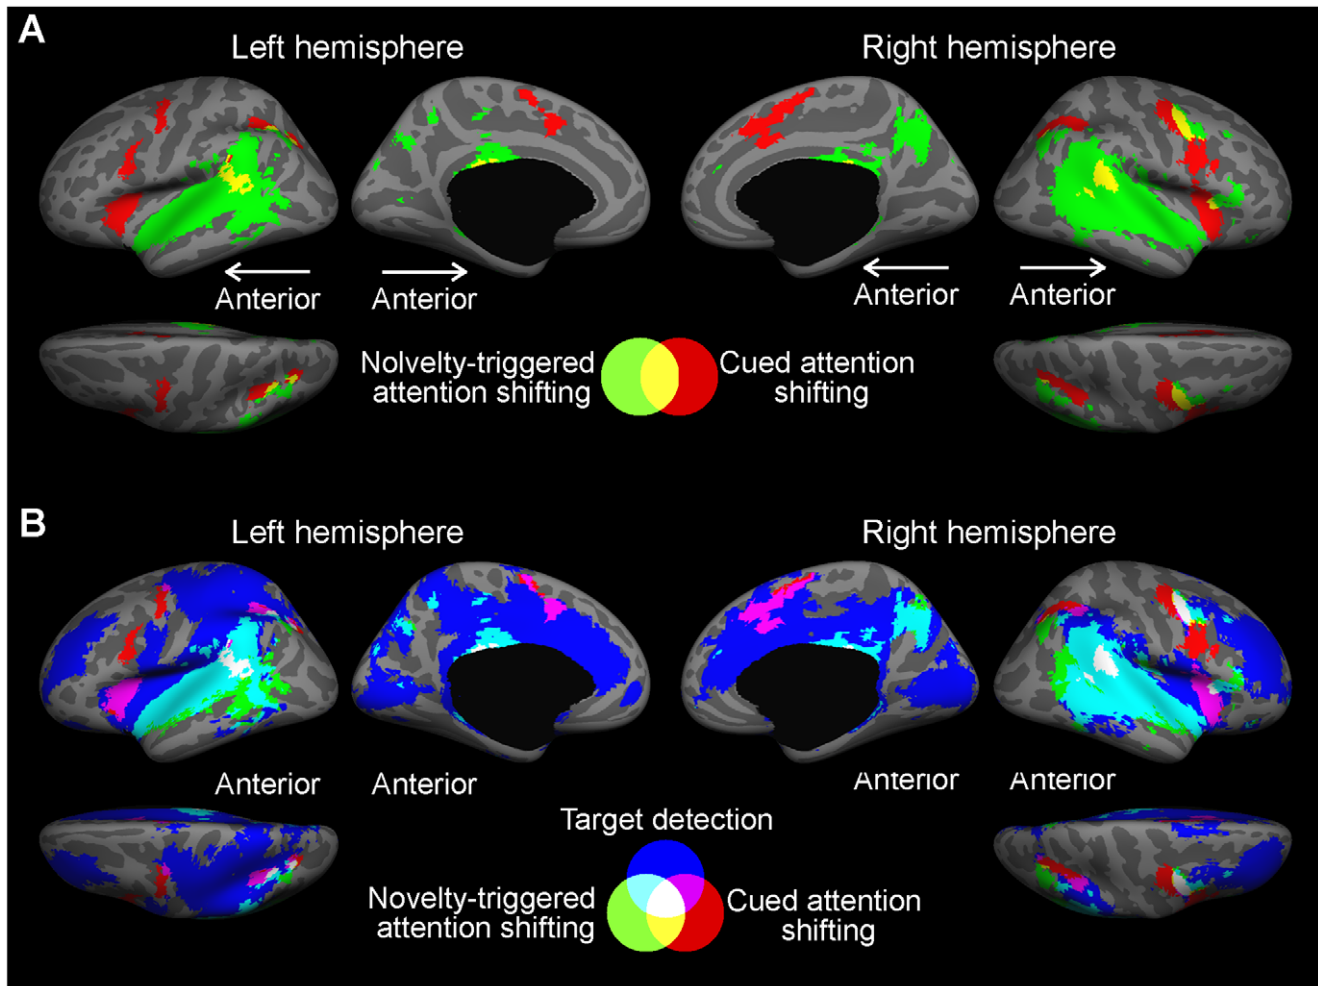 A
Left hemisphere
Right hemisphere
Anterior
Anterior
Anterior
Anterior
Nolvelty-triggered
attention shifting
Cued attention
shifting
B
Left hemisphere
Right hemisphere
Anterior
Anterior
Anterior
Anterior
Target detection
Novelty-triggered
attention shifting
Cued attention
shifting